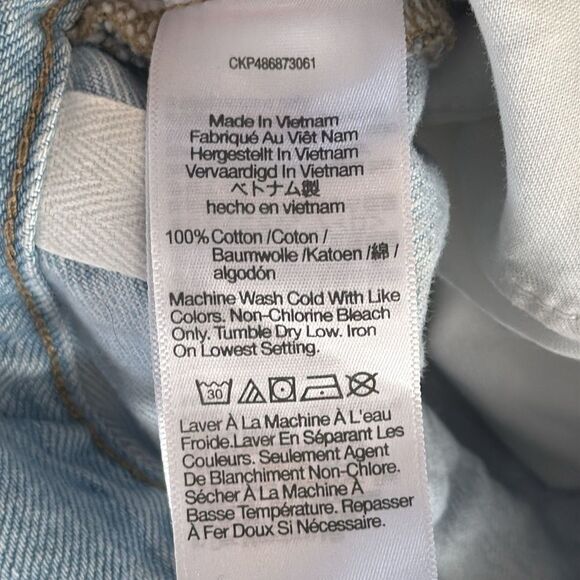 CKP486873061
Made In Vietnam
Fabriqué Au Viêt Nam
Hergestellt In Vietnam
Vervaardigd In Vietnam
ベトナム製
hecho en vietnam
100% Cotton /Coton /
Baumwolle /Katoen /綿 /
algodón
Machine Wash Cold With Like
Colors. Non-Chlorine Bleach
Only. Tumble Dry Low. Iron
On Lowest Setting.
30
Laver À La Machine À L'eau
Froide.Laver En Séparant Les
Couleurs. Seulement Agent
De Blanchiment Non-Chlore.
Sécher À La Machine À
Basse Température. Repasser
À Fer Doux Si Nécessaire.